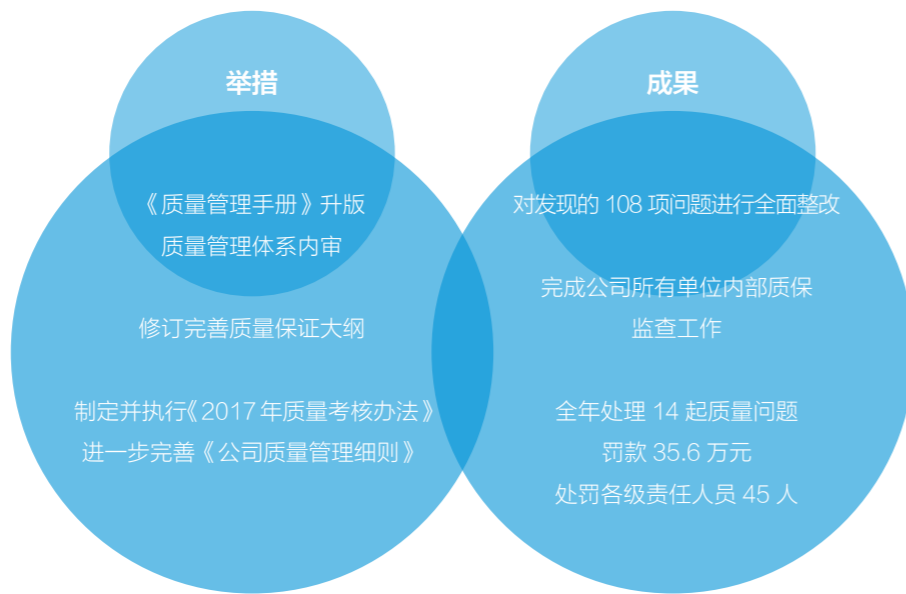 举措
《质量管理手册》升版
质量管理体系内审
修订完善质量保证大纲
制定并执行《2017年质量考核办法》
进一步完善《公司质量管理细则》
成果
对发现的 108 项问题进行全面整改
完成公司所有单位内部质保
监查工作
全年处理 14 起质量问题
罚款 35.6 万元
处罚各级责任人员 45 人